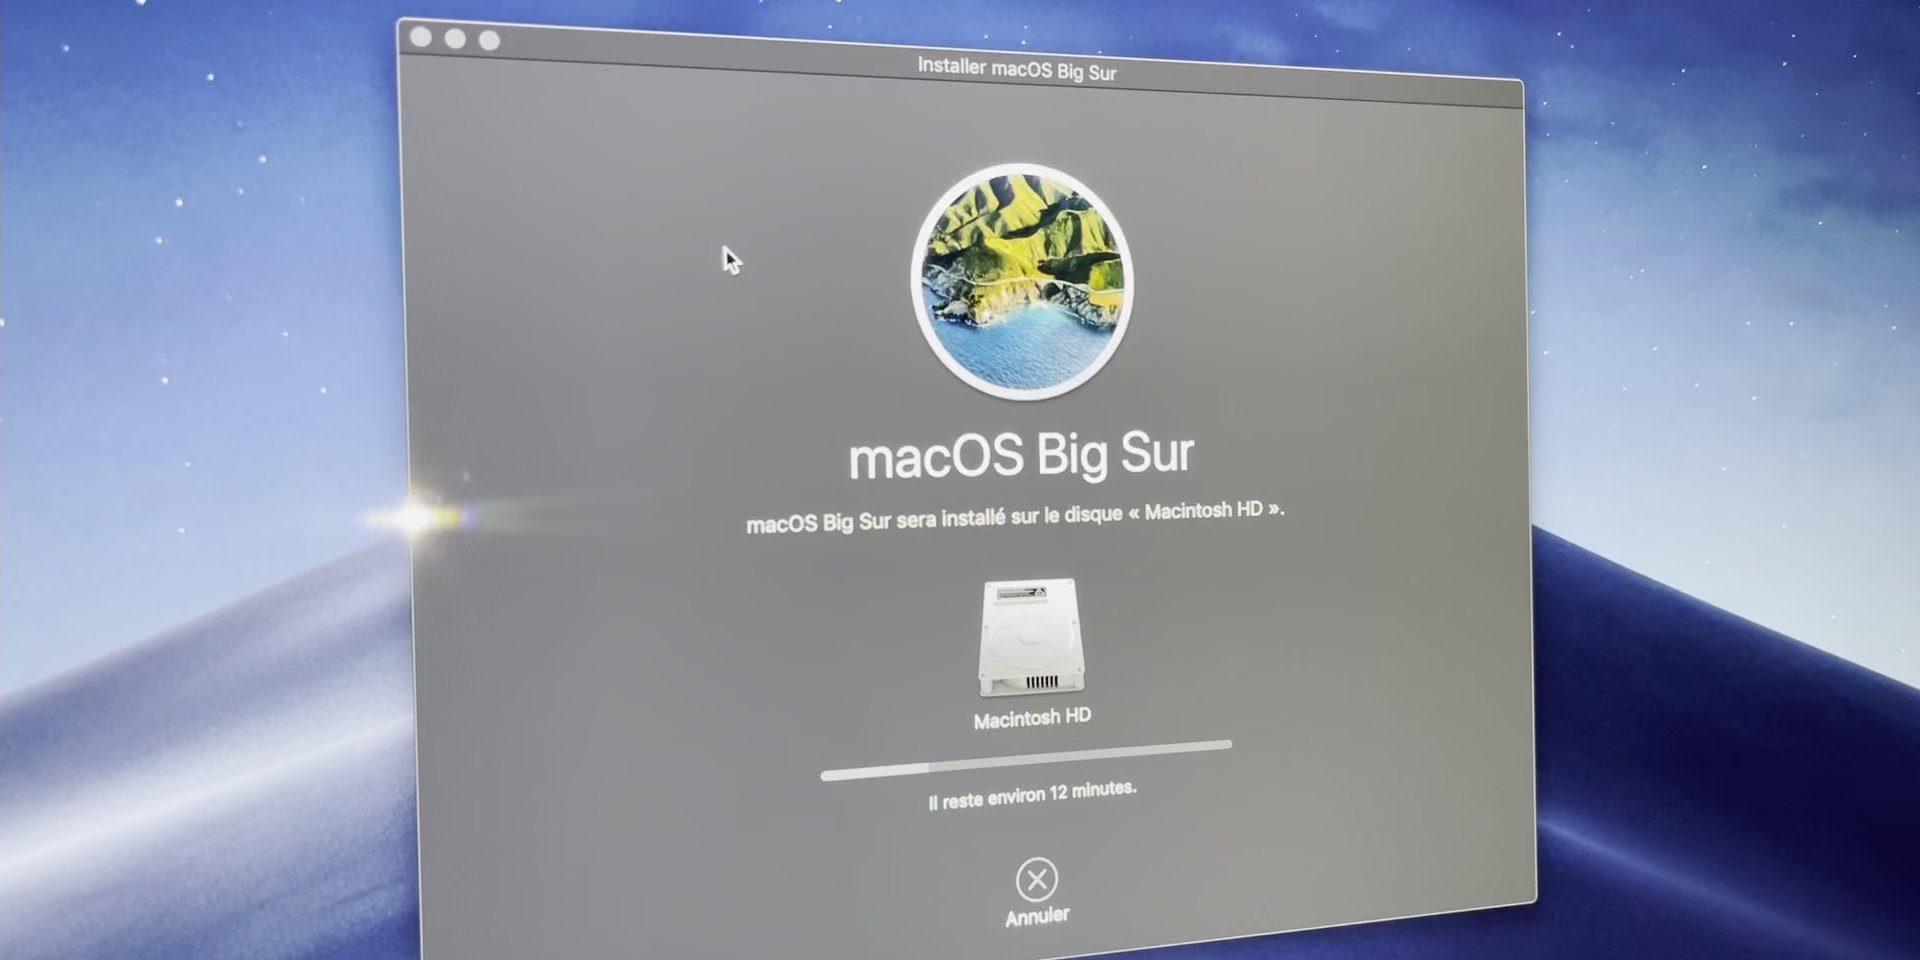 Installer macOS Big Sur
macOS Big Sur
macOS Big Sur sera installé sur le disque « Macintosh HD ».
Macintosh HD
Il reste environ 12 minutes.
Annuler